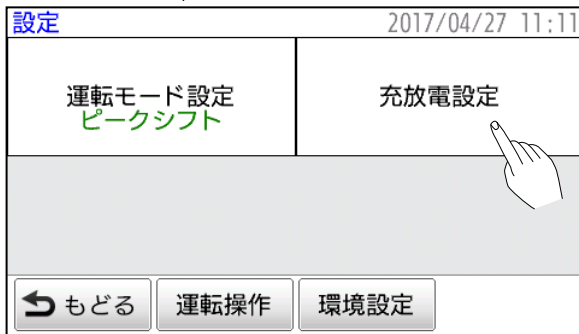 設定 2017/04/27 11:11
運転モード設定 充放電設定
ピークシフト
もどる 運転操作 環境設定